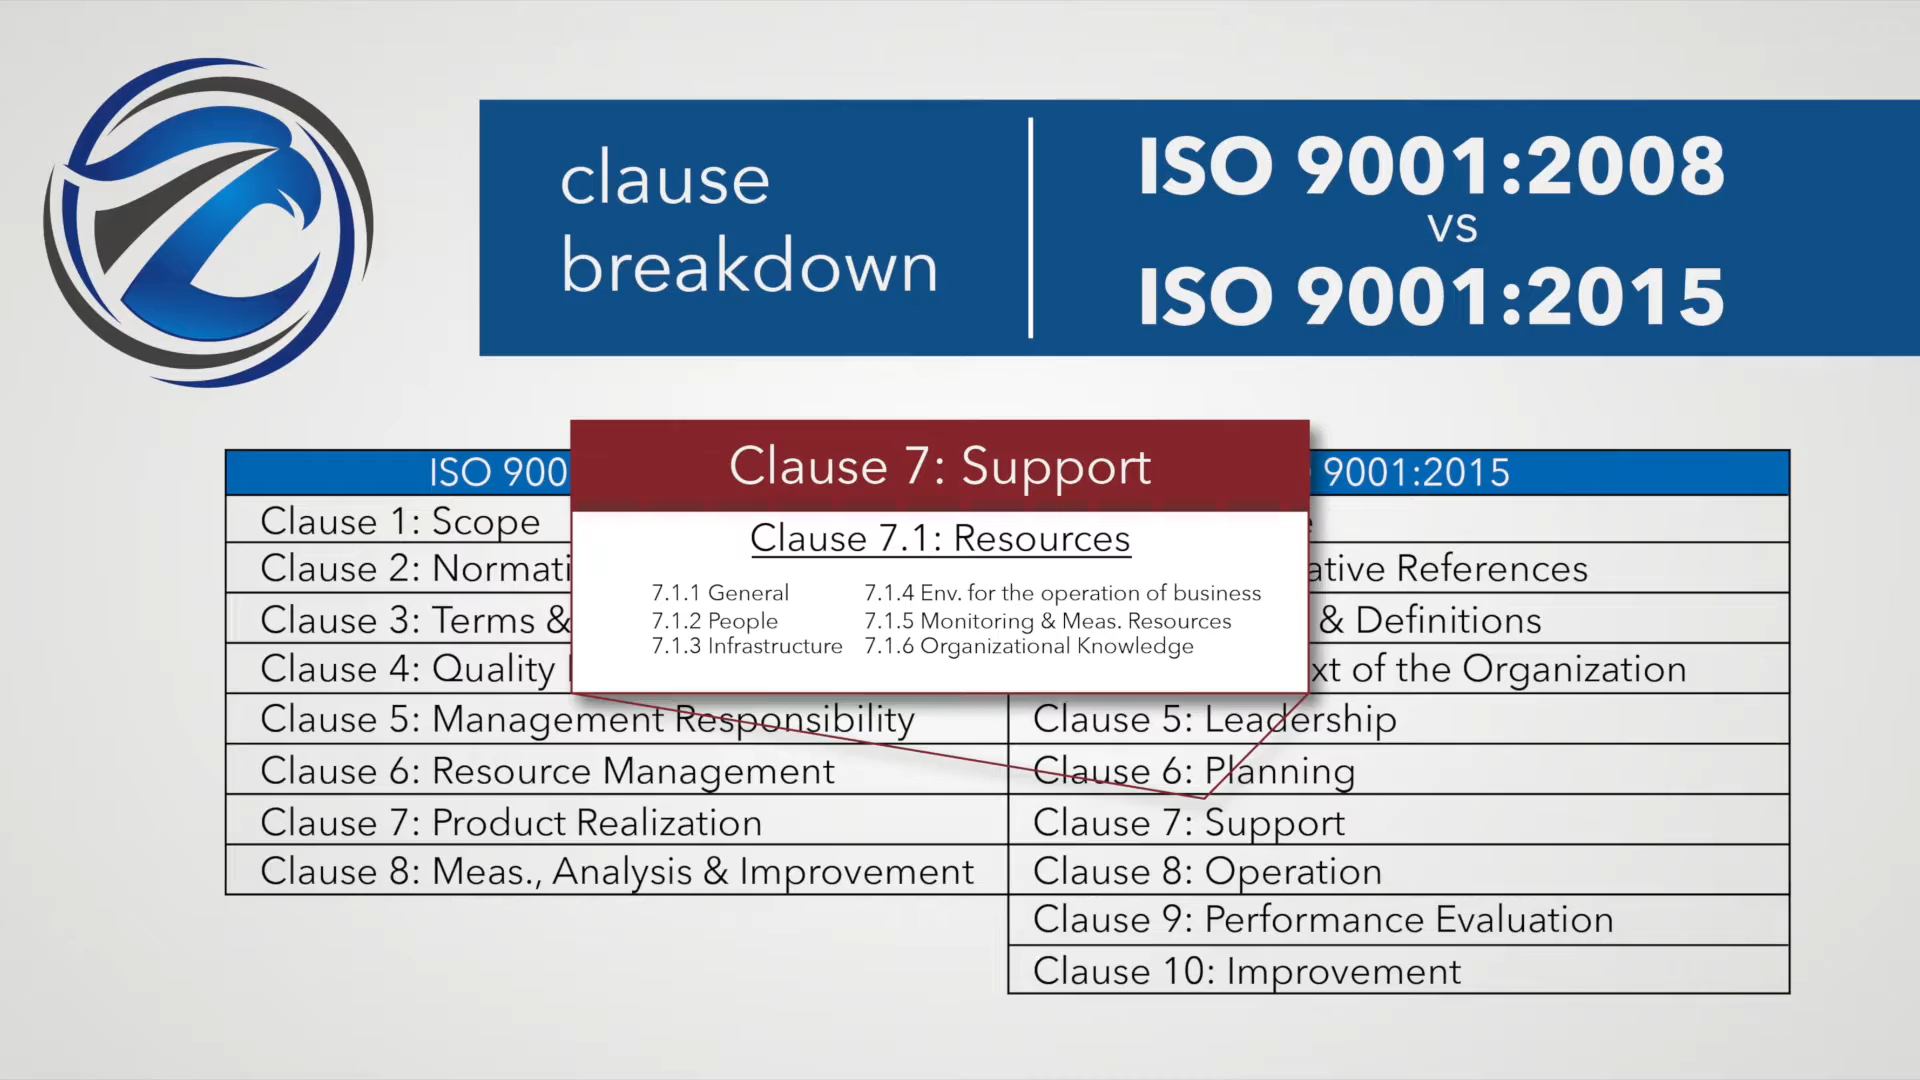 clause
breakdown
ISO 9001:2008
vs
ISO 9001:2015
Clause 7: Support
Clause 7.1: Resources
7.1.1 General
7.1.2 People
7.1.3 Infrastructure
7.1.4 Env. for the operation of business
7.1.5 Monitoring & Meas. Resources
7.1.6 Organizational Knowledge
ISO 900
Clause 1: Scope
Clause 2:
Clause 3: Terms &
Clause 4: Quality
Clause 5: Management Responsibility
Clause 6: Resource Management
Clause 7: Product Realization
Clause 8: Meas., Analysis & Improvement
9001:2015
References
& Definitions
of the Organization
Clause 5: Leadership
Clause 6: Planning
Clause 7: Support
Clause 8: Operation
Clause 9: Performance Evaluation
Clause 10: Improvement